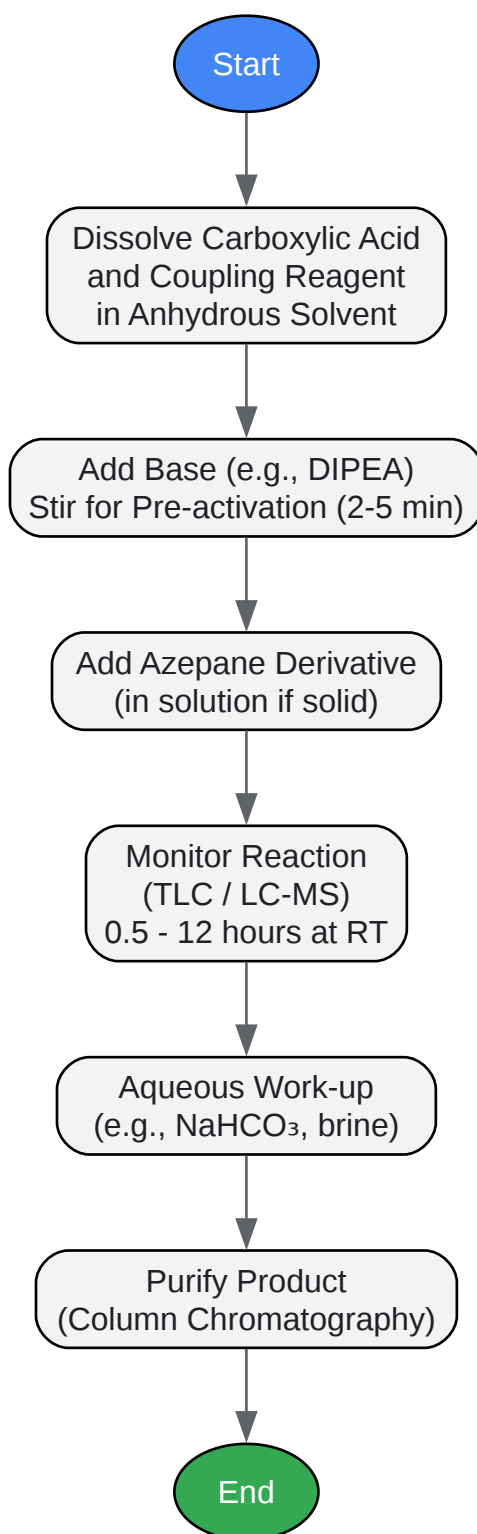 Start
Dissolve Carboxylic Acid
and Coupling Reagent
in Anhydrous Solvent
Add Base (e.g., DIPEA)
Stir for Pre-activation (2-5 min)
Add Azepane Derivative
(in solution if solid)
Monitor Reaction
(TLC / LC-MS)
0.5 - 12 hours at RT
Aqueous Work-up
(e.g., NaHCO₃, brine)
Purify Product
(Column Chromatography)
End